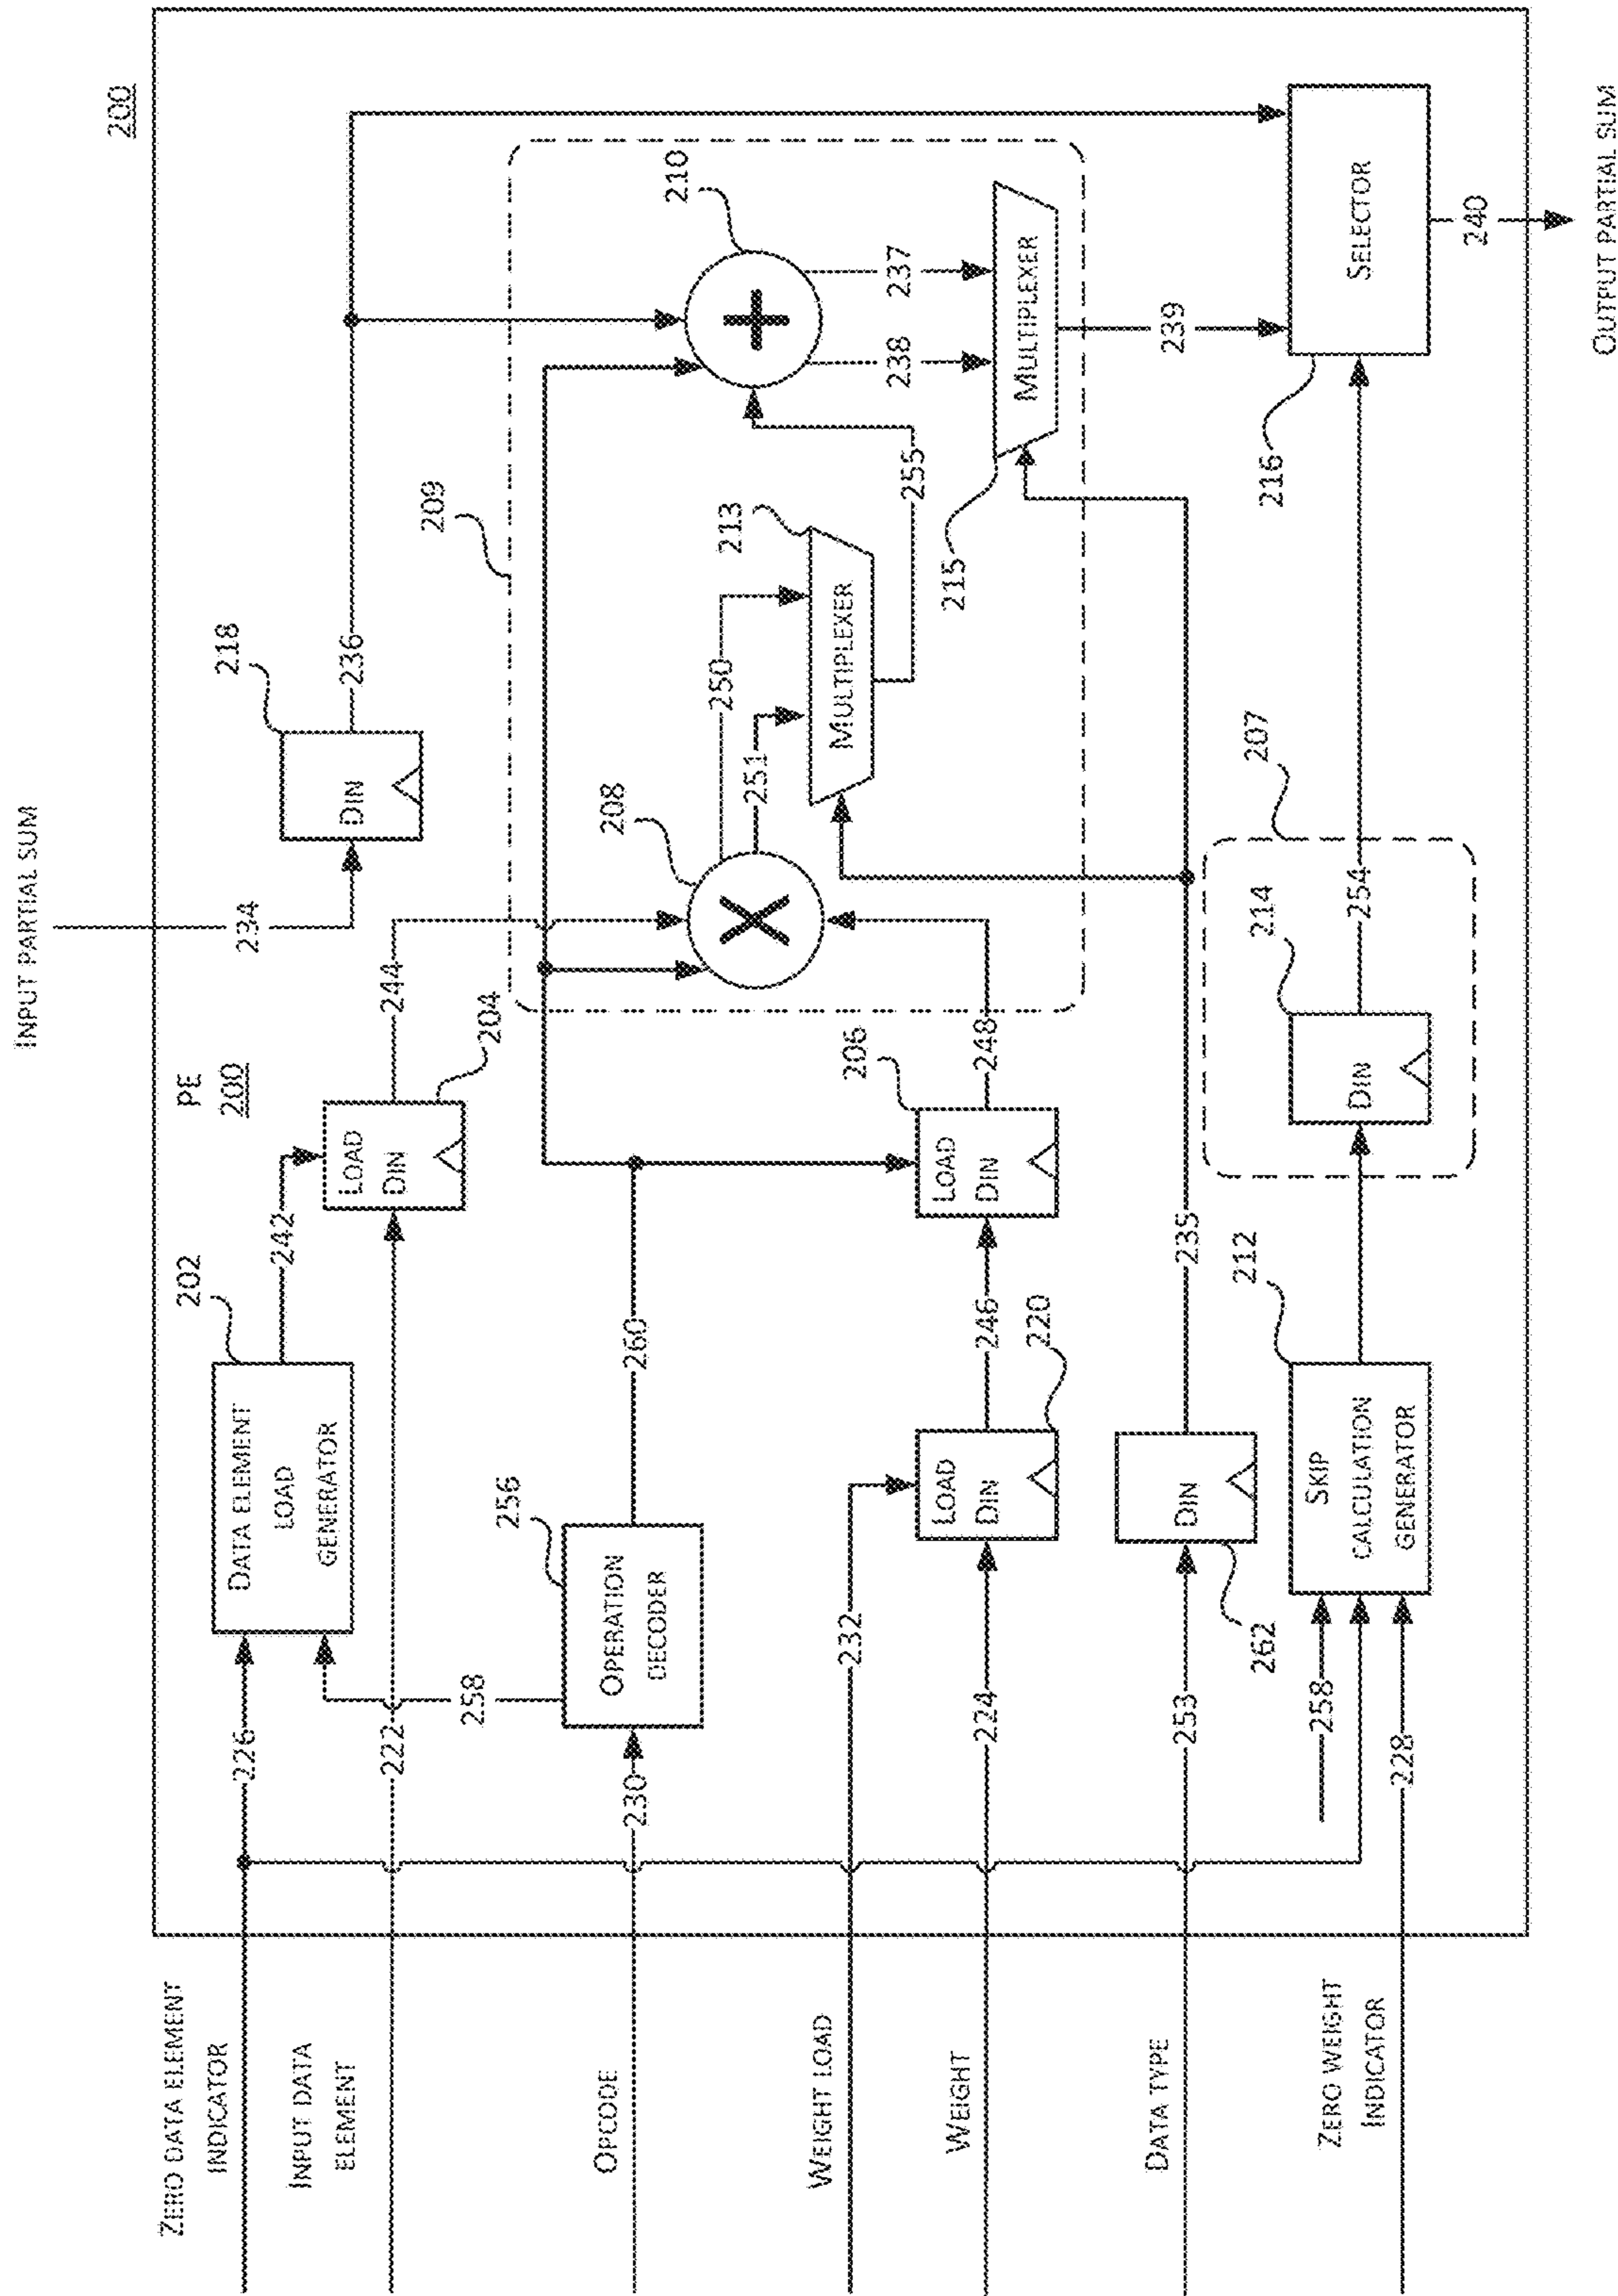 200
INPUT PARTIAL SUM
234
PE
200
218
DIN
236
ZERO DATA ELEMENT
INDICATOR
226
202
DATA ELEMENT
LOAD
GENERATOR
242
INPUT DATA
ELEMENT
222
LOAD
DIN
204
244
258
209
OPCODE
230
256
OPERATION
DECODER
260
208
X
250
251
213
MULTIPLEXER
255
210
+
238
237
WEIGHT LOAD
232
WEIGHT
224
LOAD
DIN
220
246
206
LOAD
DIN
248
215
MULTIPLEXER
239
DATA TYPE
253
DIN
262
235
ZERO WEIGHT
INDICATOR
258
228
212
SKIP
CALCULATION
GENERATOR
207
214
DIN
254
216
SELECTOR
240
OUTPUT PARTIAL SUM